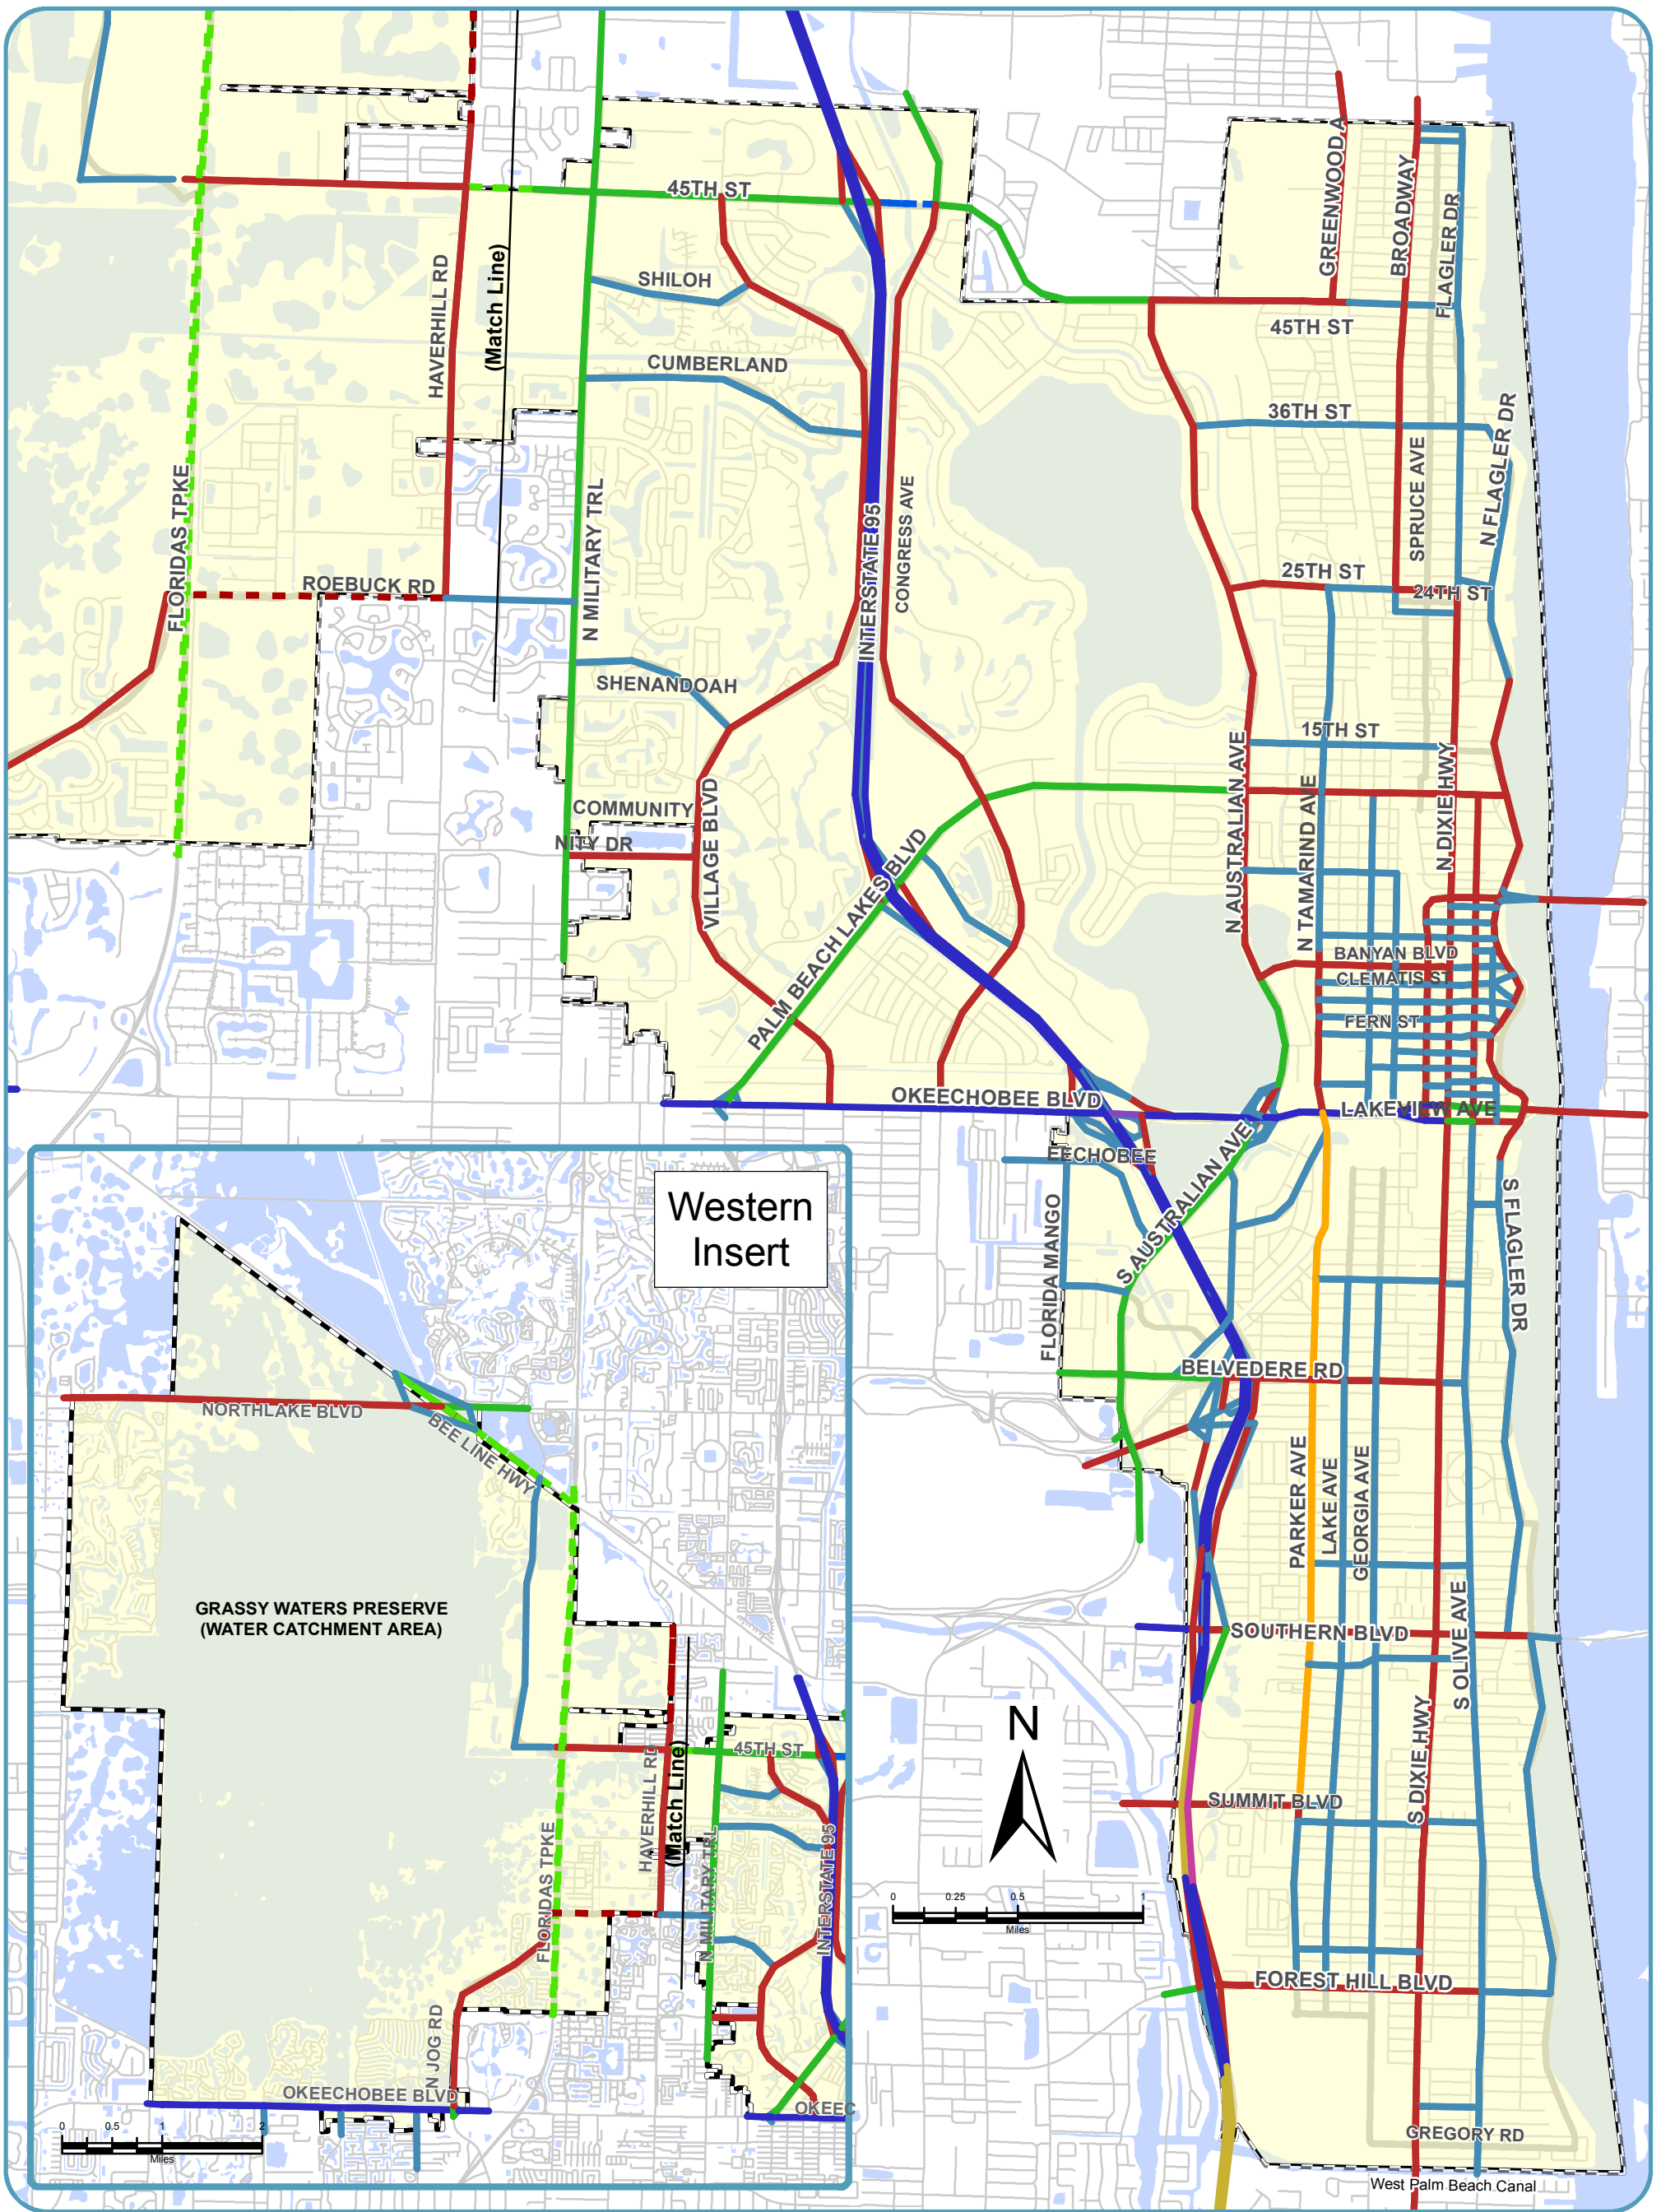 GREENWOOD A
BROADWAY
FLAGLER DR
45TH ST
HAVERHILL RD
(Match Line)
SHILOH
45TH ST
CUMBERLAND
36TH ST
N FLAGLER DR
SPRUCE AVE
FLORIDAS TPKE
N MILITARY TRL
INTERSTATE 95
CONGRESS AVE
ROEBUCK RD
25TH ST
24TH ST
SHENANDOAH
15TH ST
N AUSTRALIAN AVE
N TAMARIND AVE
N DIXIE HWY
COMMUNITY
NITY DR
VILLAGE BLVD
PALM BEACH LAKES BLVD
BANYAN BLVD
CLEMATIS ST
FERN ST
OKEECHOBEE BLVD
LAKEVIEW AVE
EECHOBEE
S AUSTRALIAN AVE
FLORIDA MANGO
S FLAGLER DR
BELVEDERE RD
PARKER AVE
LAKE AVE
GEORGIA AVE
SOUTHERN BLVD
S OLIVE AVE
S DIXIE HWY
SUMMIT BLVD
FOREST HILL BLVD
GREGORY RD
West Palm Beach Canal
N
0 0.25 0.5 1
Miles
Western
Insert
NORTHLAKE BLVD
BEE LINE HWY
GRASSY WATERS PRESERVE
(WATER CATCHMENT AREA)
45TH ST
HAVERHILL RD
(Match Line)
N MILITARY TRL
INTERSTATE 95
FLORIDAS TPKE
N JOG RD
OKEECHOBEE BLVD
OKEEC
0 0.5 1 2
Miles